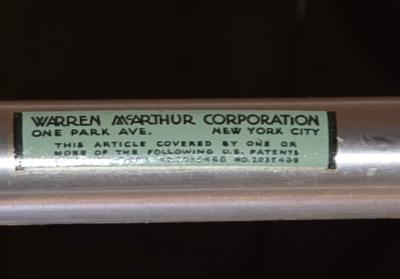 WARREN McARTHUR CORPORATION
ONE PARK AVE. NEW YORK CITY
THIS ARTICLE COVERED BY ONE OR
MORE OF THE FOLLOWING U.S. PATENTS